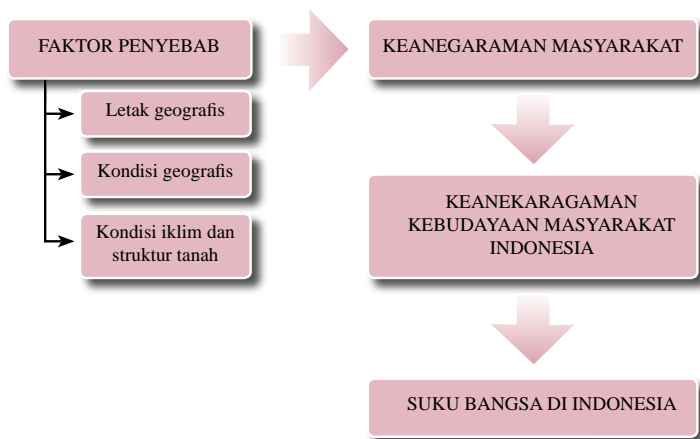 FAKTOR PENYEBAB
Letak geografis
Kondisi geografis
Kondisi iklim dan
struktur tanah
KEANEGARAMAN MASYARAKAT
KEANEKARAGAMAN
KEBUDAYAAN MASYARAKAT
INDONESIA
SUKU BANGSA DI INDONESIA